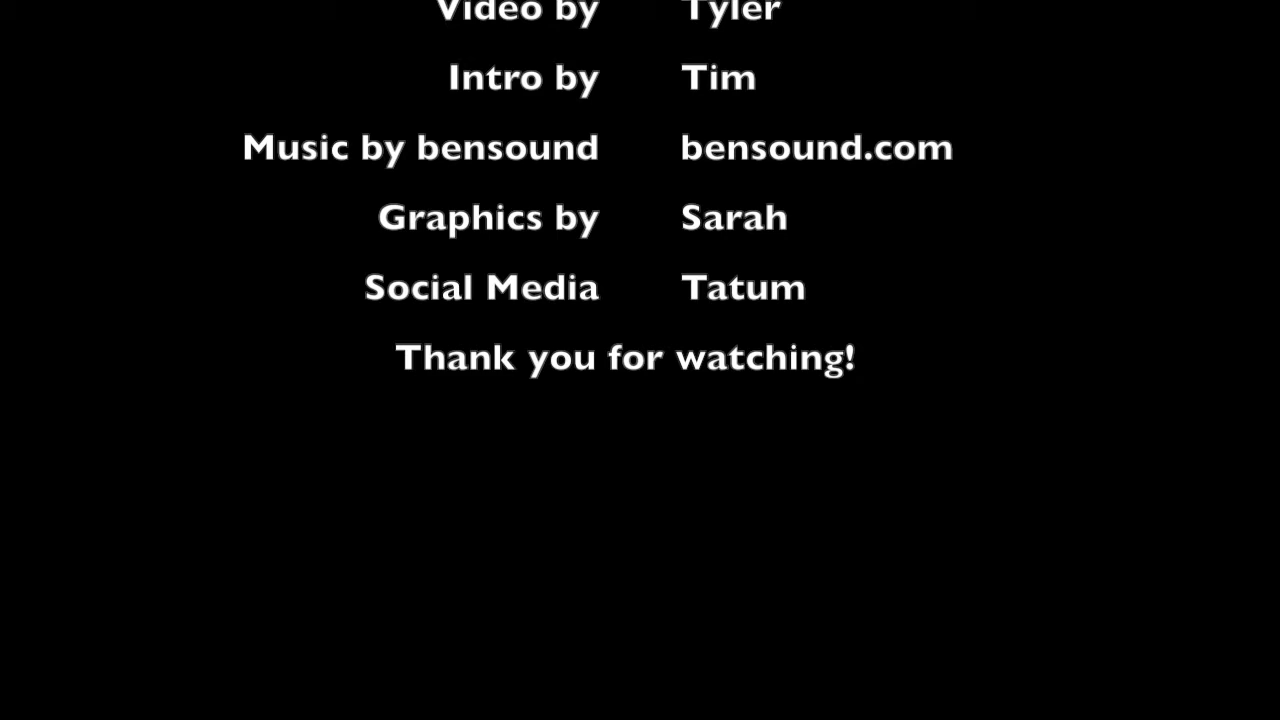 Video by Tyler
Intro by Tim
Music by bensound bensound.com
Graphics by Sarah
Social Media Tatum
Thank you for watching!